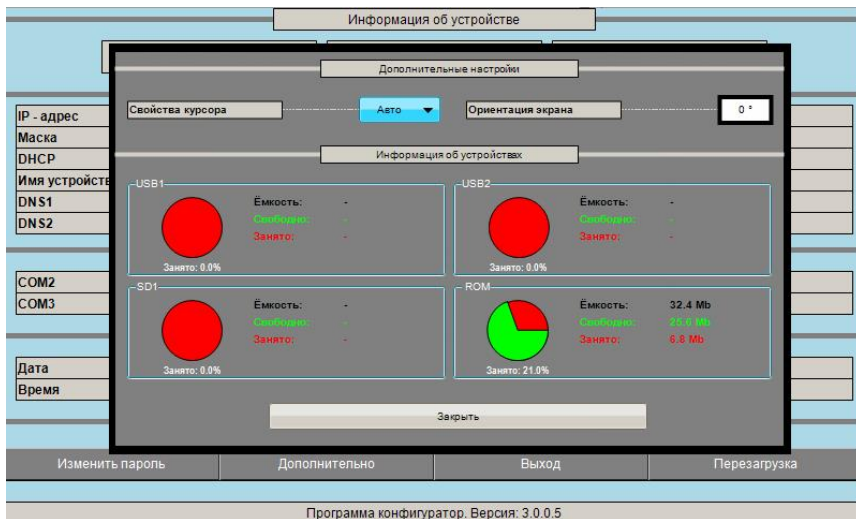 Информация об устройстве
Дополнительные настройки
Свойства курсора Авто Ориентация экрана 0 °
IP - адрес
Маска
DHCP
Имя устройств
DNS1
DNS2
COM2
COM3
Дата
Время
Информация об устройствах
USB1
Ёмкость: -
Свободно: -
Занято: -
Занято: 0.0%
USB2
Ёмкость: -
Свободно: -
Занято: -
Занято: 0.0%
SD1
Ёмкость: -
Свободно: -
Занято: -
Занято: 0.0%
ROM
Ёмкость: 32.4 Mb
Свободно: 25.6 Mb
Занято: 6.8 Mb
Занято: 21.0%
Закрыть
Изменить пароль Дополнительно Выход Перезагрузка
Программа конфигуратор. Версия: 3.0.0.5